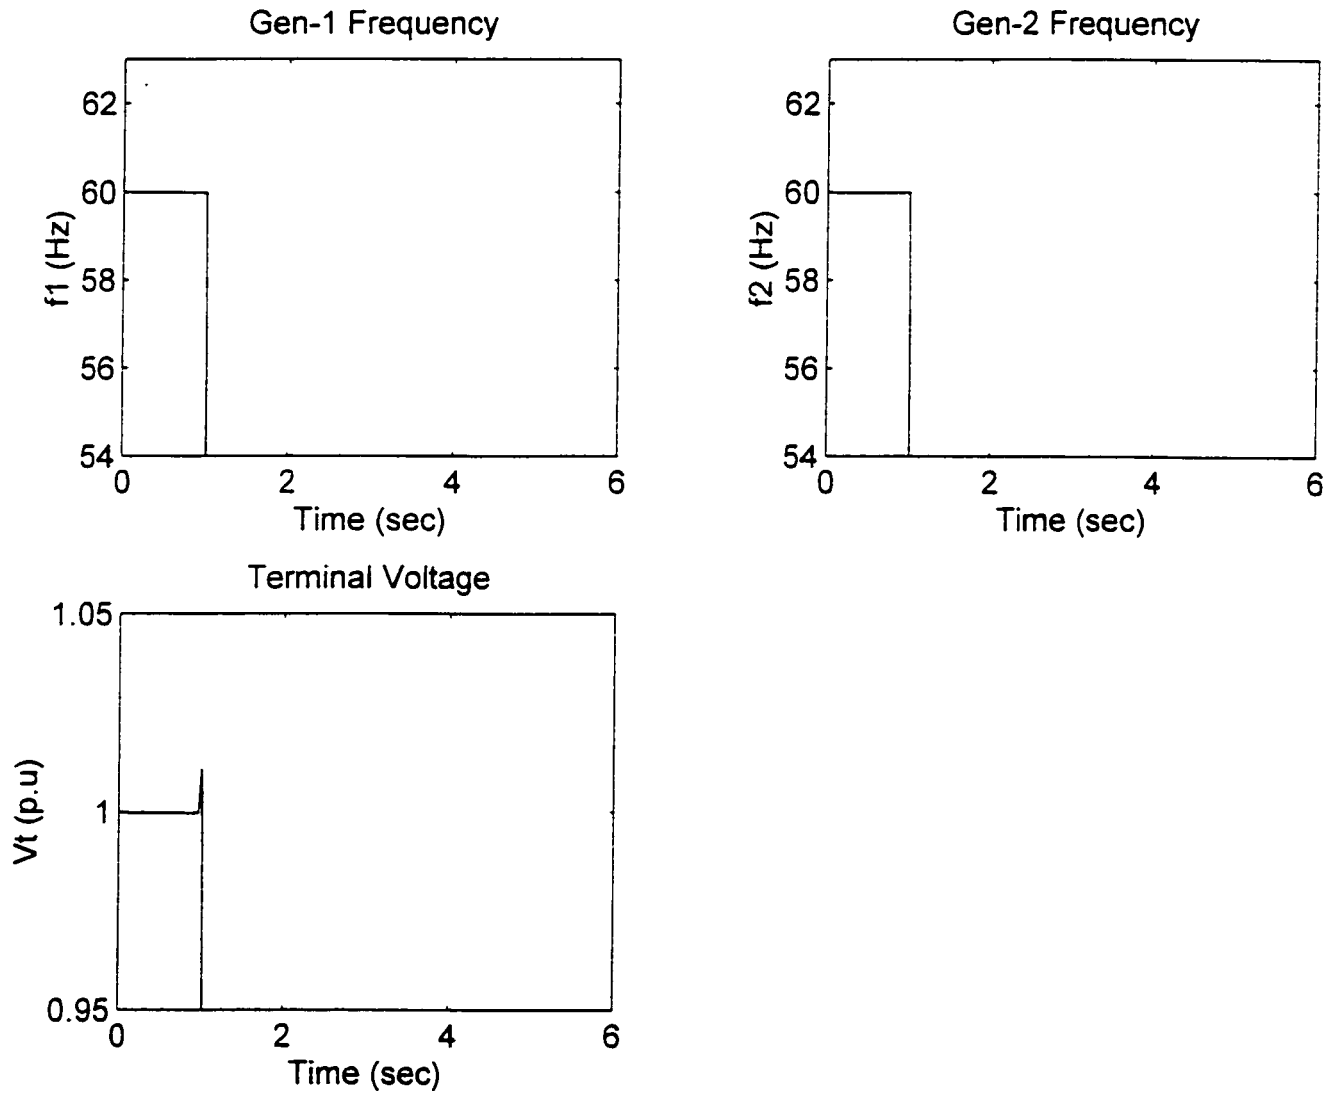 Gen-1 Frequency
62
60
58
56
54
f1 (Hz)
0 2 4 6
Time (sec)
Gen-2 Frequency
62
60
58
56
54
f2 (Hz)
0 2 4 6
Time (sec)
Terminal Voltage
1.05
1
0.95
Vt (p.u)
0 2 4 6
Time (sec)